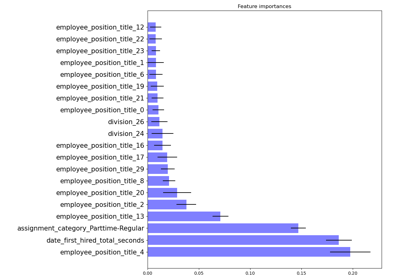 Feature importances
employee_position_title_12
employee_position_title_22
employee_position_title_23
employee_position_title_1
employee_position_title_6
employee_position_title_19
employee_position_title_21
employee_position_title_0
division_26
division_24
employee_position_title_16
employee_position_title_17
employee_position_title_29
employee_position_title_8
employee_position_title_20
employee_position_title_2
employee_position_title_13
assignment_category_Parttime-Regular
date_first_hired_total_seconds
employee_position_title_4
0.00 0.05 0.10 0.15 0.20